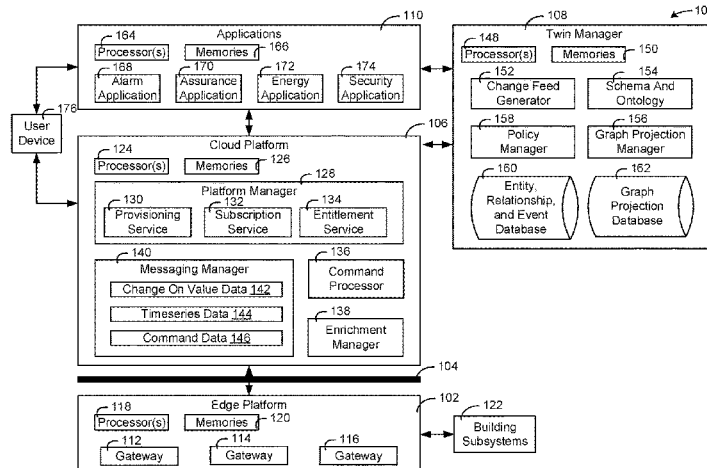 110
Applications
164
Processor(s)
Memories
166
168
Alarm Application
170
Assurance Application
172
Energy Application
174
Security Application
176
User Device
108
Twin Manager
148
Processor(s)
Memories
150
152
Change Feed Generator
154
Schema And Ontology
158
Policy Manager
156
Graph Projection Manager
160
Entity, Relationship, and Event Database
162
Graph Projection Database
106
Cloud Platform
124
Processor(s)
Memories
126
128
Platform Manager
130
Provisioning Service
132
Subscription Service
134
Entitlement Service
140
Messaging Manager
Change On Value Data 142
Timeseries Data 144
Command Data 146
136
Command Processor
138
Enrichment Manager
104
102
Edge Platform
118
Processor(s)
Memories
120
112
Gateway
114
Gateway
116
Gateway
122
Building Subsystems